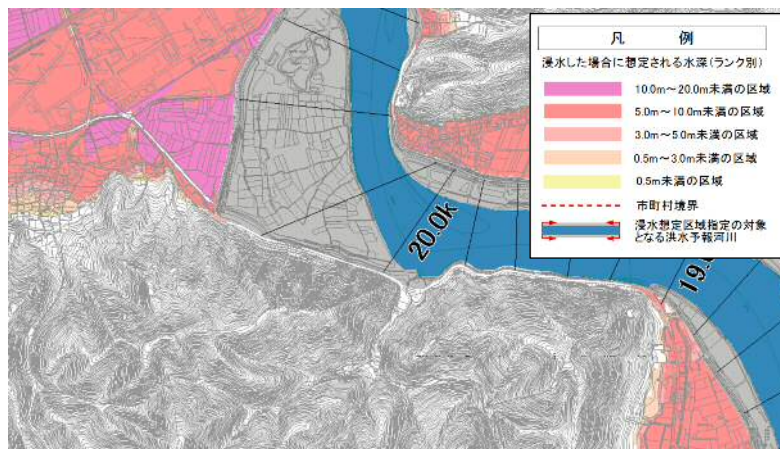 凡 例
浸水した場合に想定される水深(ランク別)
10.0m～20.0m未満の区域
5.0m～10.0m未満の区域
3.0m～5.0m未満の区域
0.5m～3.0m未満の区域
0.5m未満の区域
市町村境界
浸水想定区域指定の対象
となる洪水予報河川
20.0k